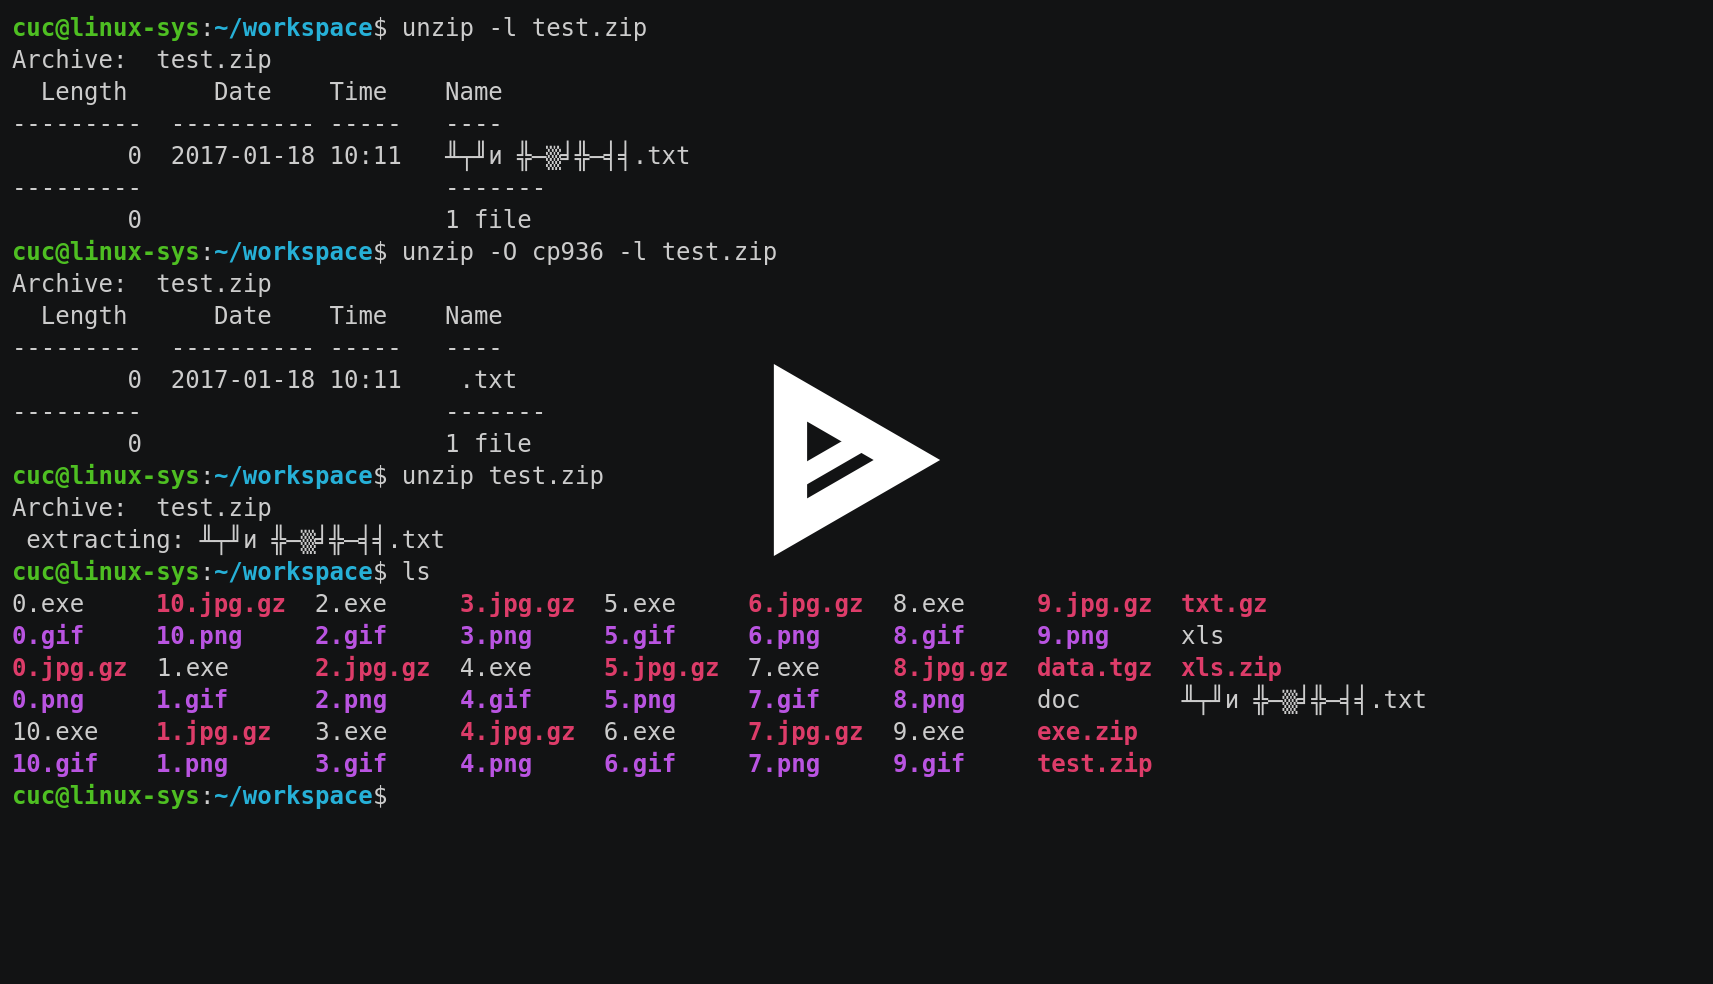 cuc@linux-sys:~/workspace$ unzip -l test.zip
Archive:  test.zip
  Length      Date    Time    Name
---------  ---------- -----   ----
        0  2017-01-18 10:11   ╨┬╜и ╬─▒╛╬─╡╡.txt
---------                     -------
        0                     1 file
cuc@linux-sys:~/workspace$ unzip -O cp936 -l test.zip
Archive:  test.zip
  Length      Date    Time    Name
---------  ---------- -----   ----
        0  2017-01-18 10:11    .txt
---------                     -------
        0                     1 file
cuc@linux-sys:~/workspace$ unzip test.zip
Archive:  test.zip
 extracting: ╨┬╜и ╬─▒╛╬─╡╡.txt
cuc@linux-sys:~/workspace$ ls
0.exe     10.jpg.gz  2.exe     3.jpg.gz  5.exe     6.jpg.gz  8.exe     9.jpg.gz  txt.gz
0.gif     10.png     2.gif     3.png     5.gif     6.png     8.gif     9.png     xls
0.jpg.gz  1.exe      2.jpg.gz  4.exe     5.jpg.gz  7.exe     8.jpg.gz  data.tgz  xls.zip
0.png     1.gif      2.png     4.gif     5.png     7.gif     8.png     doc       ╨┬╜и ╬─▒╛╬─╡╡.txt
10.exe    1.jpg.gz   3.exe     4.jpg.gz  6.exe     7.jpg.gz  9.exe     exe.zip
10.gif    1.png      3.gif     4.png     6.gif     7.png     9.gif     test.zip
cuc@linux-sys:~/workspace$